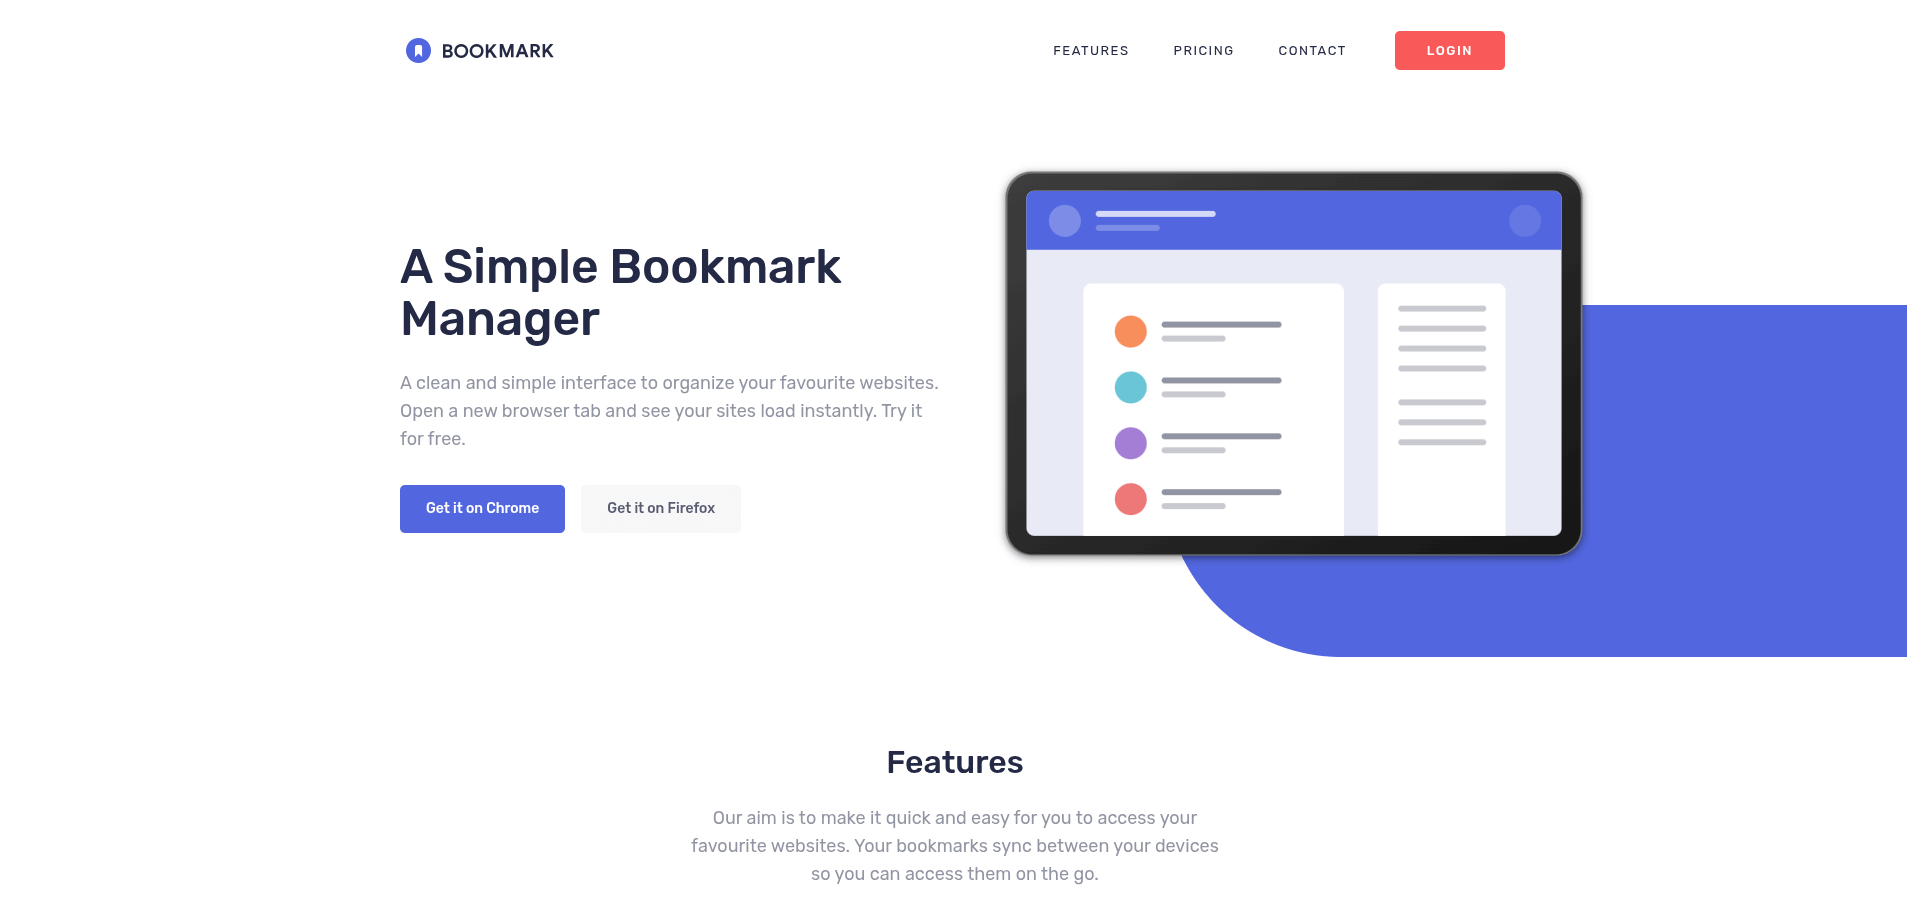 BOOKMARK
FEATURES
PRICING
CONTACT
LOGIN
A Simple Bookmark
Manager
A clean and simple interface to organize your favourite websites.
Open a new browser tab and see your sites load instantly. Try it
for free.
Get it on Chrome
Get it on Firefox
Features
Our aim is to make it quick and easy for you to access your
favourite websites. Your bookmarks sync between your devices
so you can access them on the go.